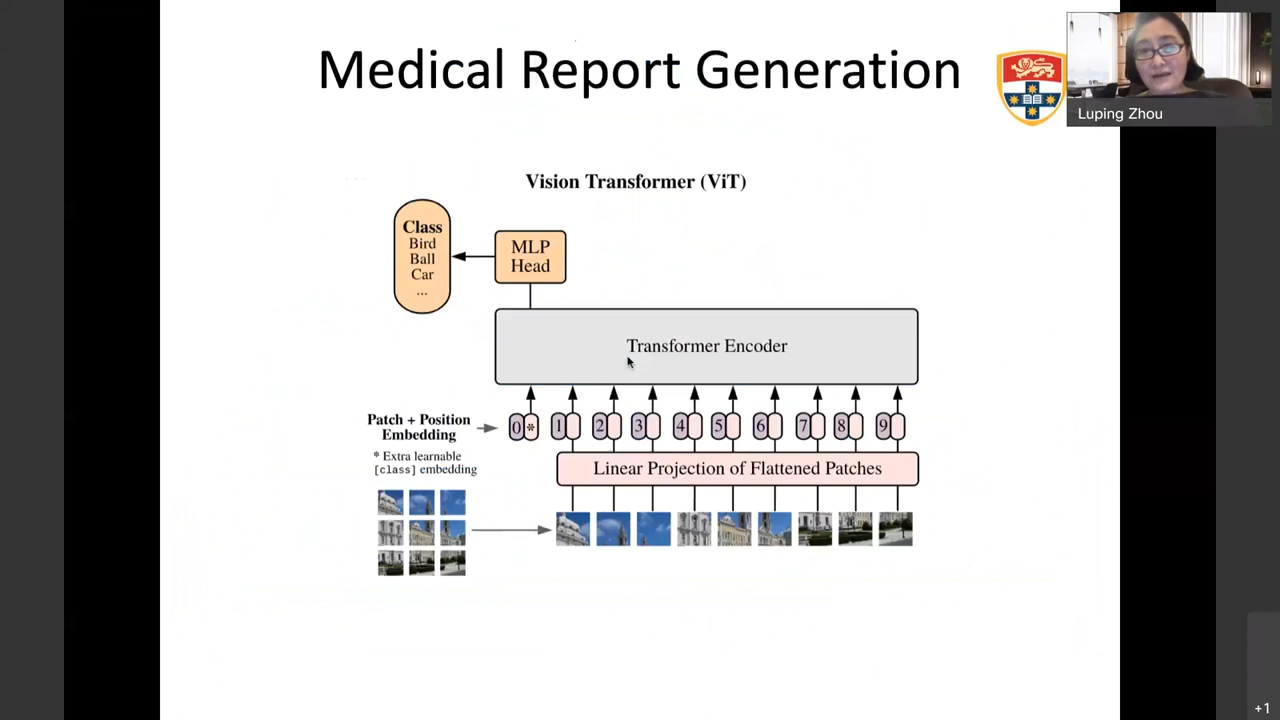 Medical Report Generation
Luping Zhou
Vision Transformer (ViT)
Class
Bird
Ball
Car
...
MLP
Head
Transformer Encoder
Patch + Position
Embedding
0 * 1 2 3 4 5 6 7 8 9
* Extra learnable
[class] embedding
Linear Projection of Flattened Patches
+1